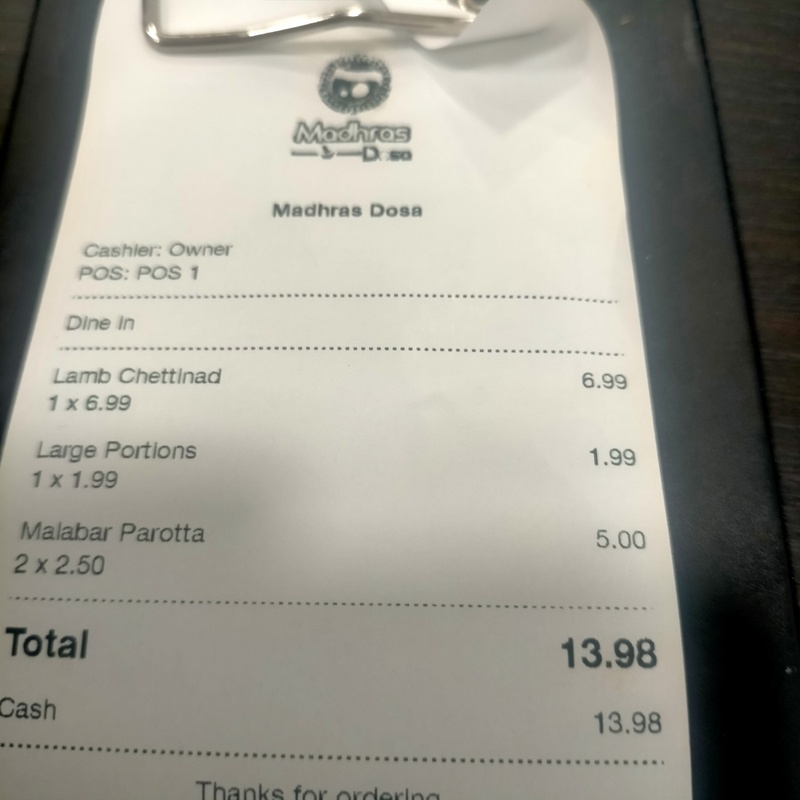 Madhras
Dosa
Madhras Dosa
Cashier: Owner
POS: POS 1
Dine In
Lamb Chettinad 6.99
1 x 6.99
Large Portions 1.99
1 x 1.99
Malabar Parotta 5.00
2 x 2.50
Total 13.98
Cash 13.98
Thanks for ordering